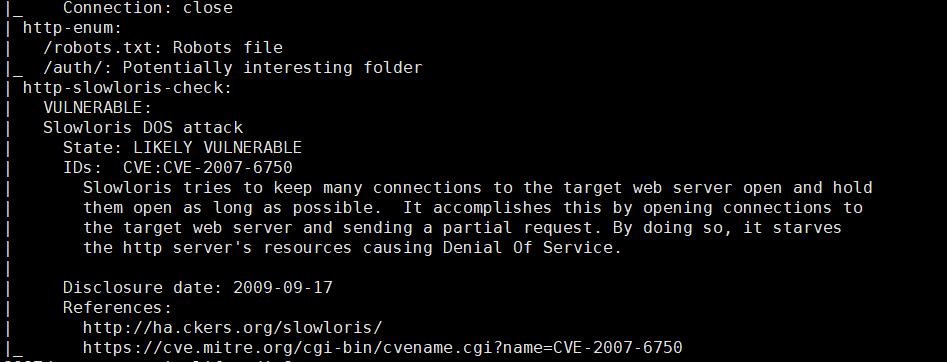 |_    Connection: close
| http-enum:
|   /robots.txt: Robots file
|_  /auth/: Potentially interesting folder
| http-slowloris-check:
|   VULNERABLE:
|   Slowloris DOS attack
|     State: LIKELY VULNERABLE
|     IDs:  CVE:CVE-2007-6750
|       Slowloris tries to keep many connections to the target web server open and hold
|       them open as long as possible.  It accomplishes this by opening connections to
|       the target web server and sending a partial request. By doing so, it starves
|       the http server's resources causing Denial Of Service.
|
|     Disclosure date: 2009-09-17
|     References:
|       http://ha.ckers.org/slowloris/
|_      https://cve.mitre.org/cgi-bin/cvename.cgi?name=CVE-2007-6750